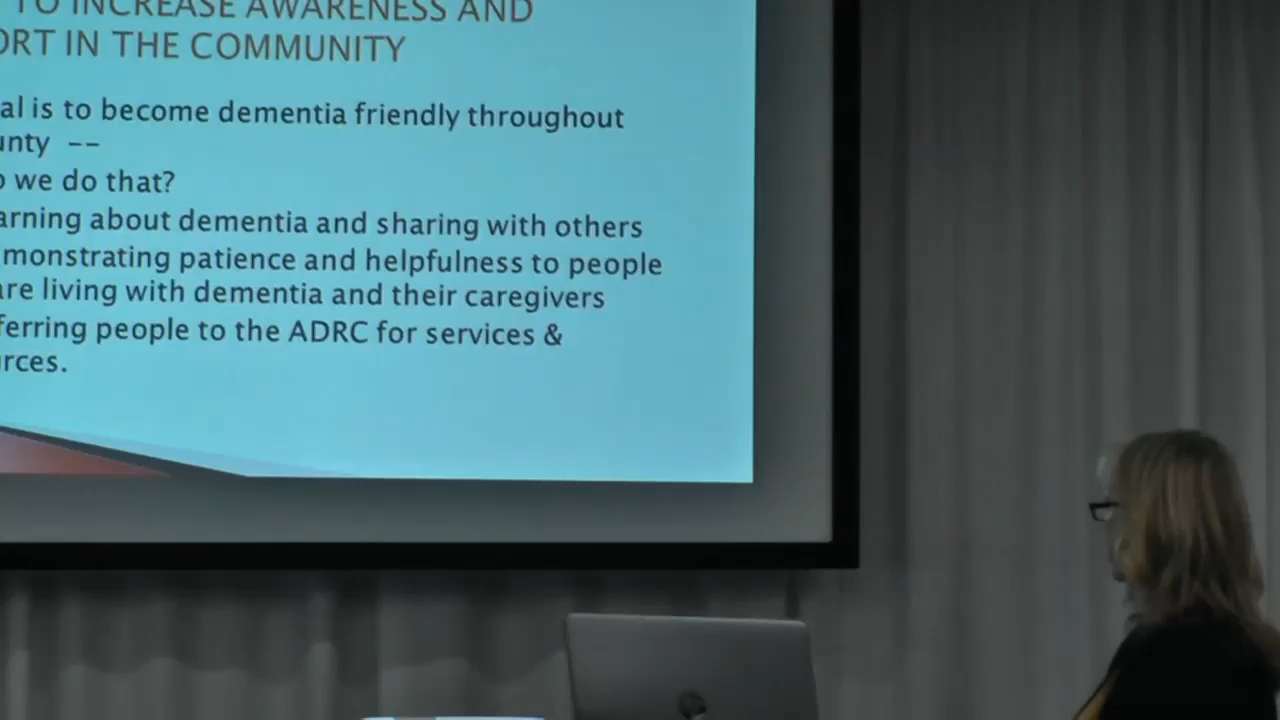 TO INCREASE AWARENESS AND
ORT IN THE COMMUNITY
al is to become dementia friendly throughout
unty --
o we do that?
arning about dementia and sharing with others
monstrating patience and helpfulness to people
are living with dementia and their caregivers
ferring people to the ADRC for services &
urces.